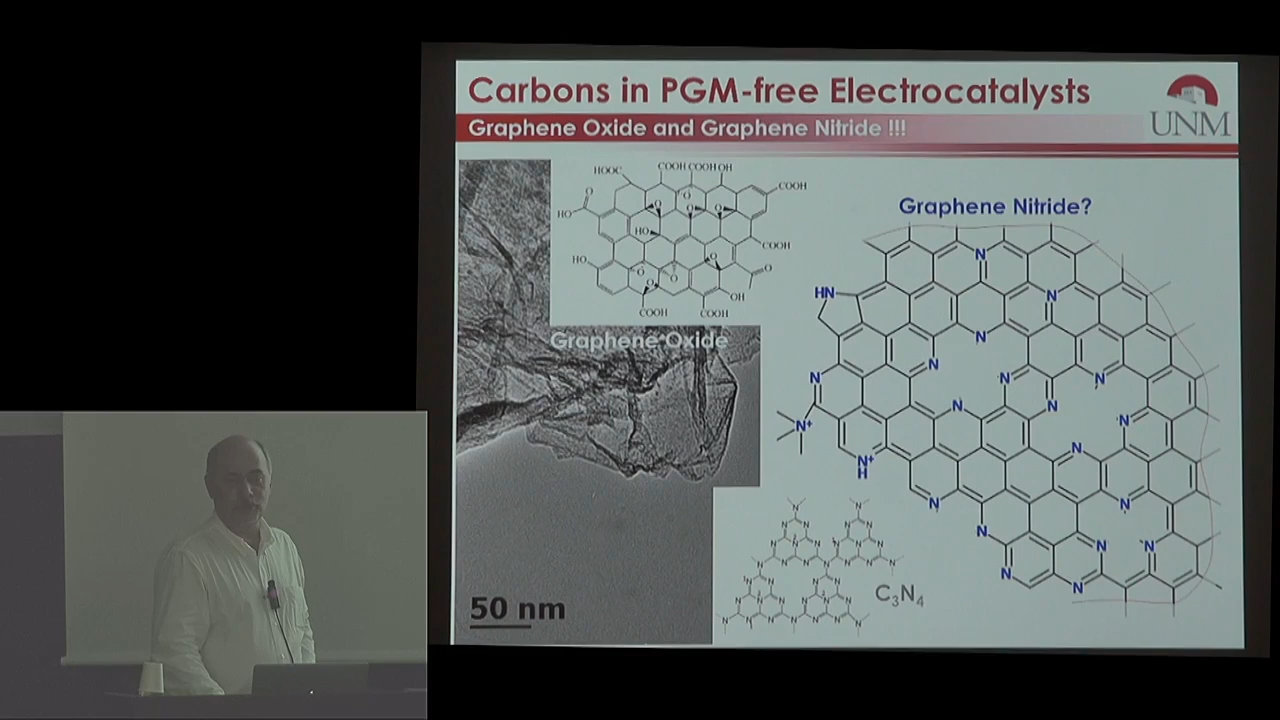 Carbons in PGM-free Electrocatalysts
Graphene Oxide and Graphene Nitride !!!
UNM
HOOC
COOH COOH OH
COOH
O
HO
O
O
O
O
HO
COOH
HO
O
O
O
O
O
OH
COOH
COOH
Graphene Oxide
50 nm
Graphene Nitride?
N
HN
N
N
N
N
N
N
N
N
N
N+
N
N+
H
N
N
N
N
N
N
N
N
C3N4